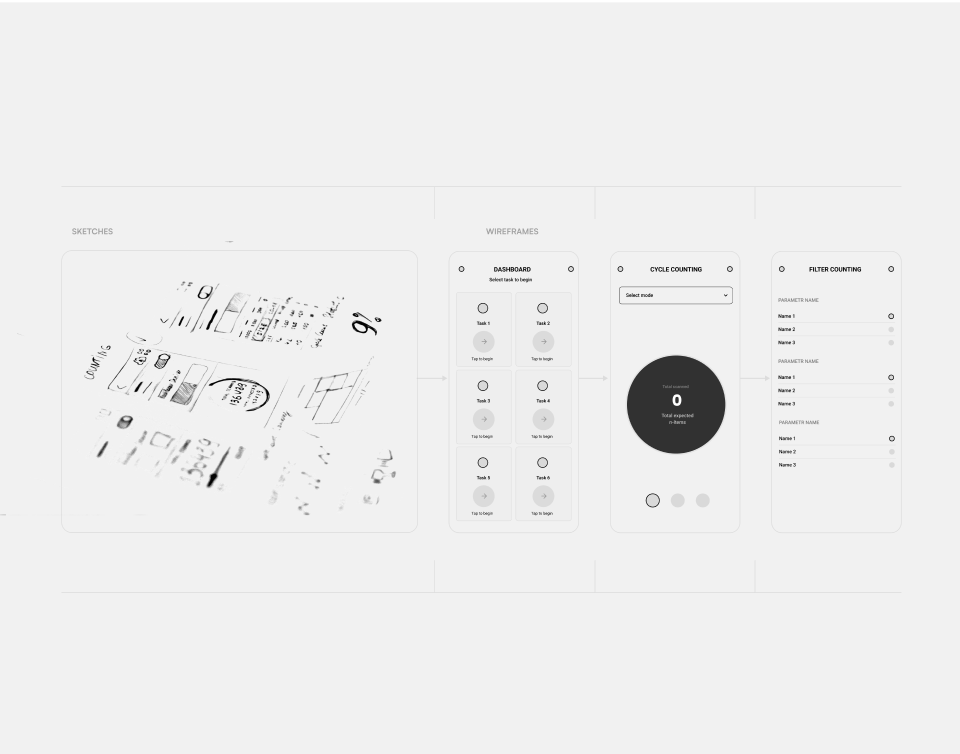 SKETCHES
WIREFRAMES
COUNTING
9%
DASHBOARD
Select task to begin
Task 1
Tap to begin
Task 2
Tap to begin
Task 3
Tap to begin
Task 4
Tap to begin
Task 5
Tap to begin
Task 6
Tap to begin
CYCLE COUNTING
Select mode
Total scanned
0
Total expected
n-items
FILTER COUNTING
PARAMETR NAME
Name 1
Name 2
Name 3
PARAMETR NAME
Name 1
Name 2
Name 3
PARAMETR NAME
Name 1
Name 2
Name 3